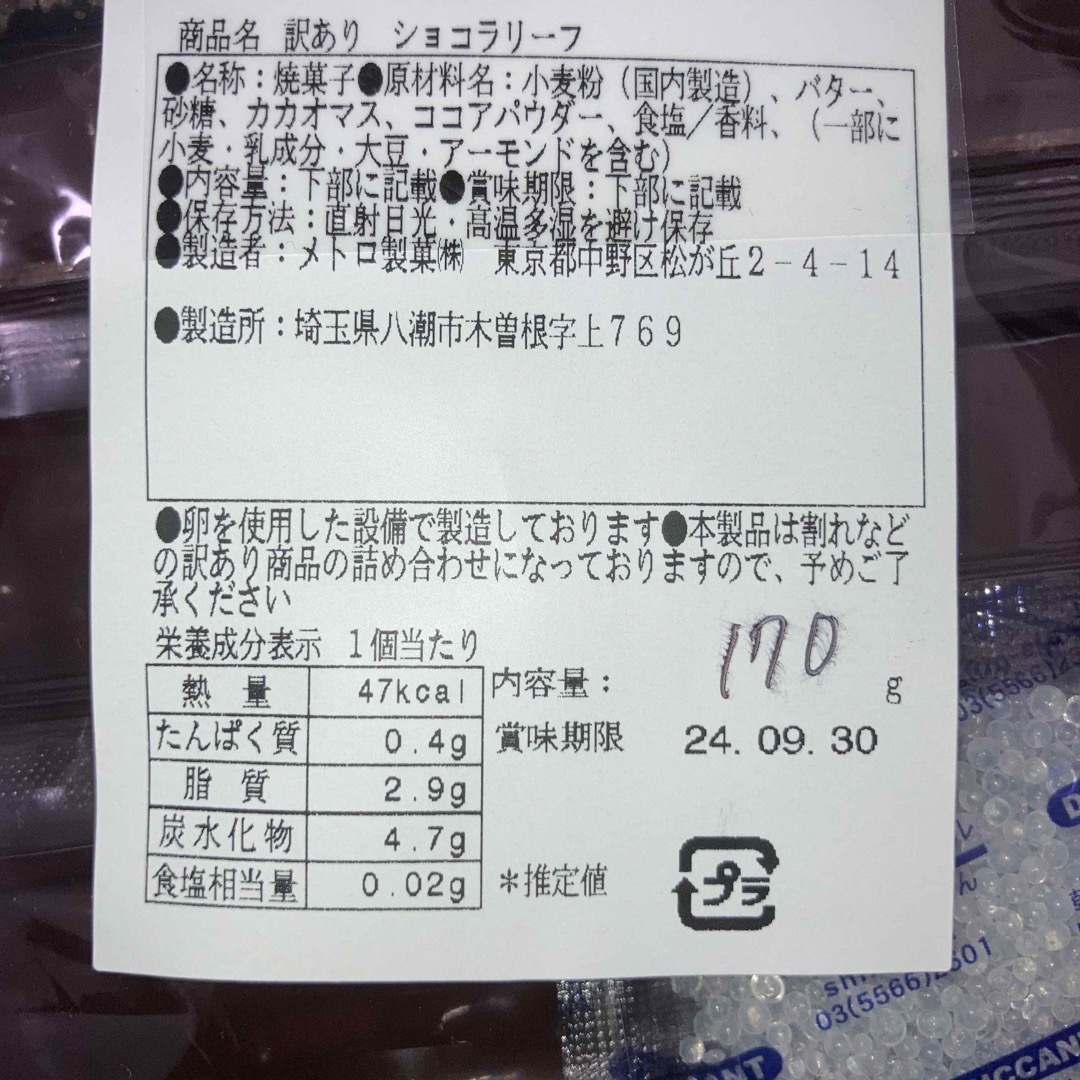 商品名 訳あり ショコラリーフ
●名称：焼菓子●原材料名：小麦粉（国内製造）、バター、
砂糖、カカオマス、ココアパウダー、食塩／香料、（一部に
小麦・乳成分・大豆・アーモンドを含む）
●内容量：下部に記載●賞味期限：下部に記載
●保存方法：直射日光・高温多湿を避け保存
●製造者：メトロ製菓㈱ 東京都中野区松が丘２－４－１４
●製造所：埼玉県八潮市木曽根字上７６９
●卵を使用した設備で製造しております●本製品は割れなど
の訳あり商品の詰め合わせになっておりますので、予めご了
承ください
栄養成分表示 １個当たり
熱量 47kcal
たんぱく質 0.4g
脂質 2.9g
炭水化物 4.7g
食塩相当量 0.02g
＊推定値
内容量： 170 g
賞味期限 24. 09. 30
プラ
03(5566)2601